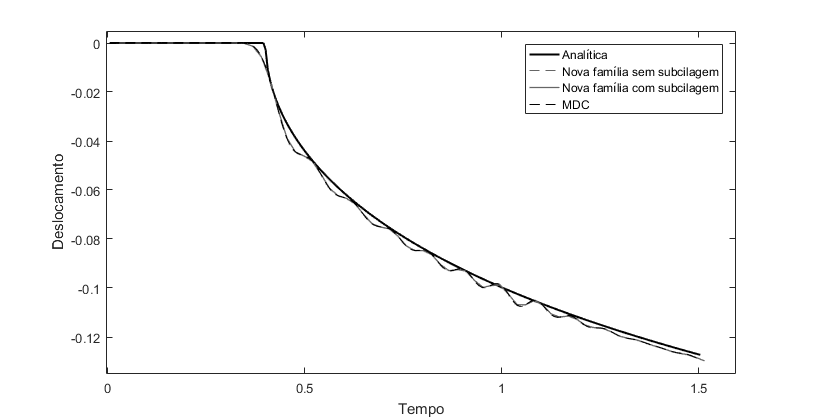 0
-0.02
-0.04
-0.06
-0.08
-0.1
-0.12
Deslocamento
0
0.5
1
1.5
Tempo
Analítica
Nova família sem subcilagem
Nova família com subcilagem
MDC